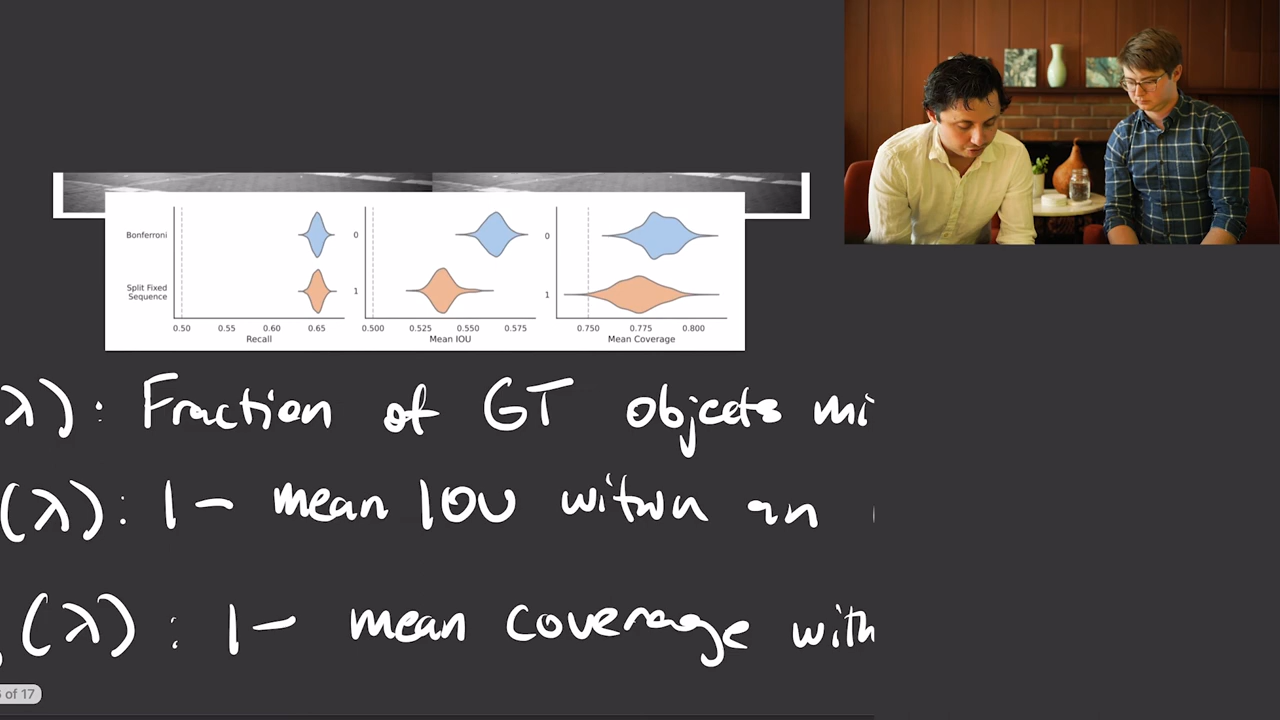 Bonferroni
Split Fixed
Sequence
0.50 0.55 0.60 0.65
Recall
0
1
0.500 0.525 0.550 0.575
Mean IOU
0
1
0.750 0.775 0.800
Mean Coverage
λ): Fraction of GT objects mi
(λ): 1 - mean IOU within an
(λ): 1 - mean coverage with
of 17